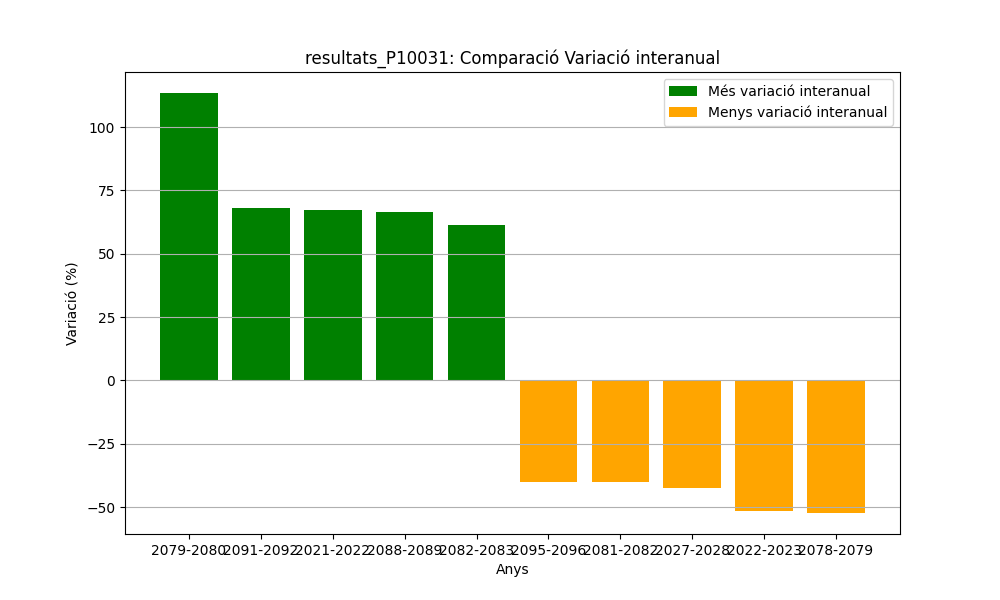 resultats_P10031: Comparació Variació interanual
Més variació interanual
Menys variació interanual
Variació (%)
100
75
50
25
0
−25
−50
2079-2080 2091-2092 2021-2022 2088-2089 2082-2083 2095-2096 2081-2082 2027-2028 2022-2023 2078-2079
Anys